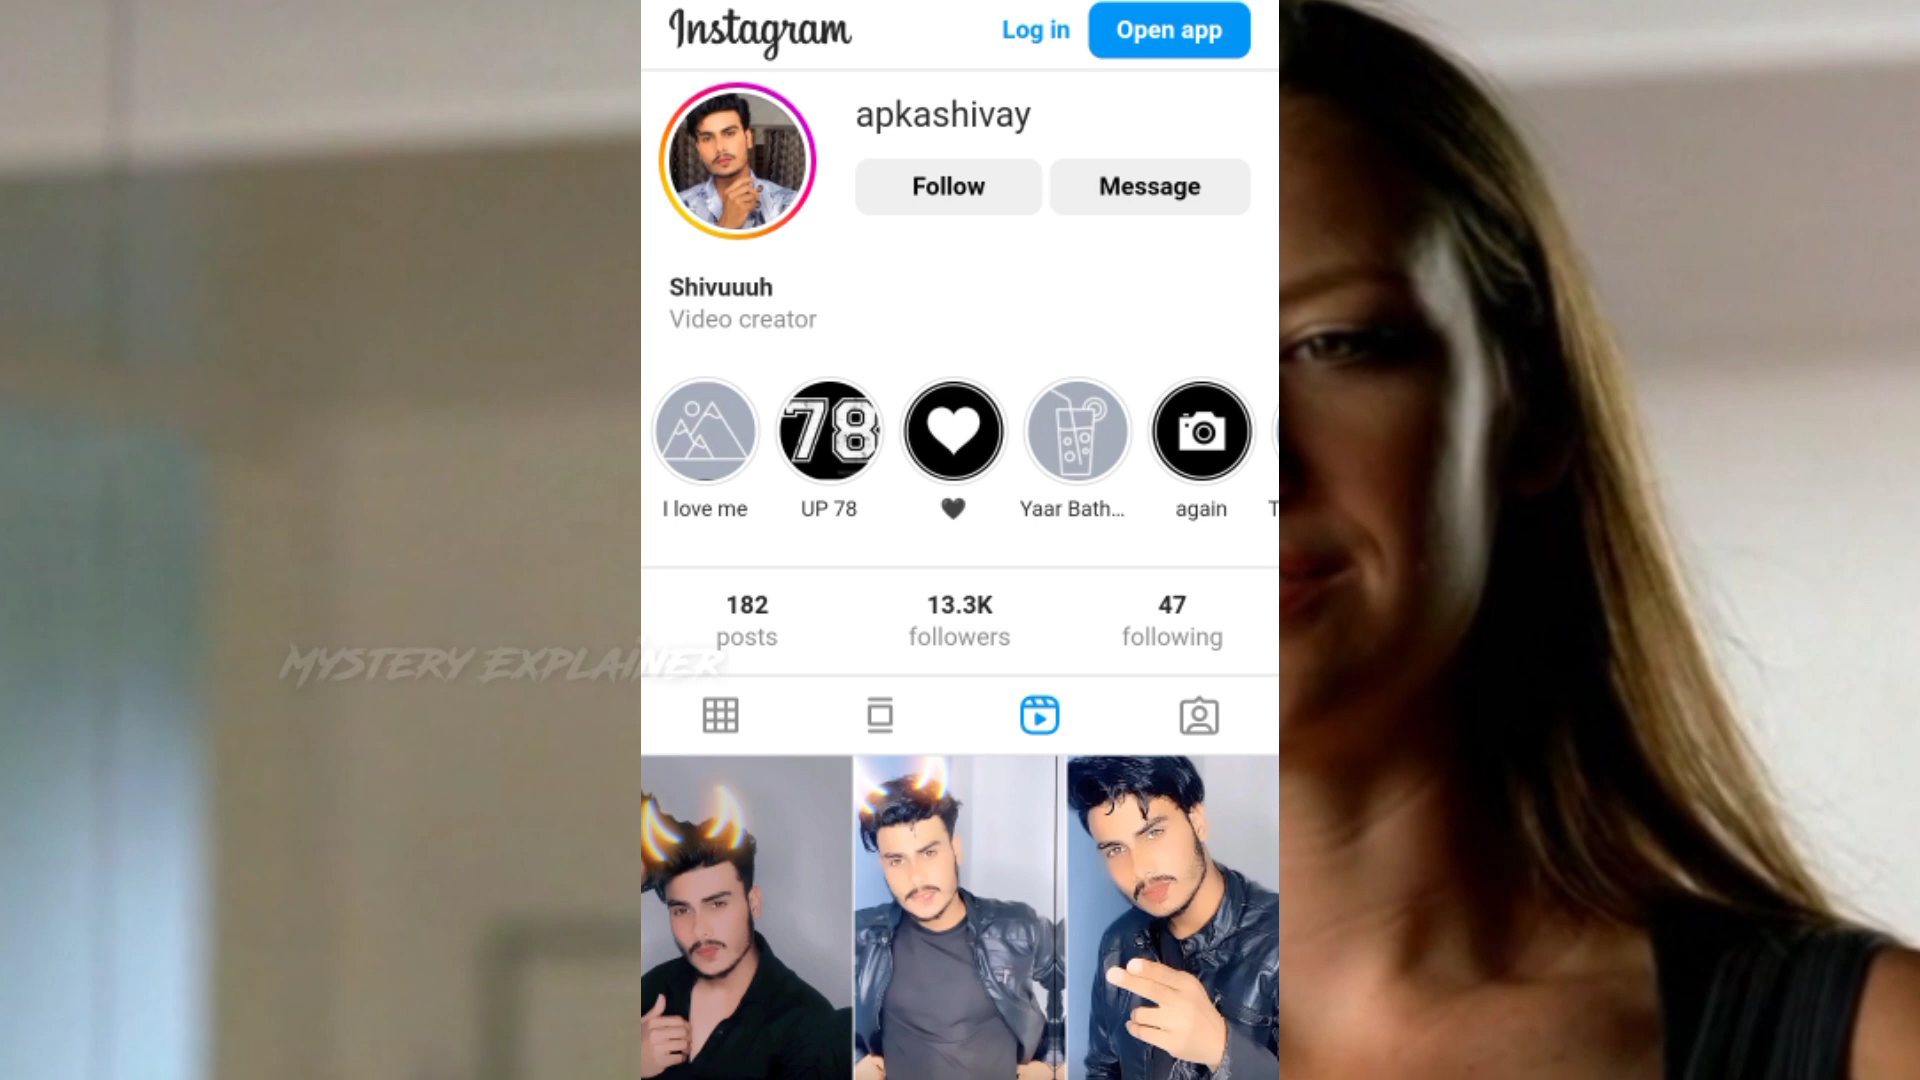 Instagram
Log in
Open app
apkashivay
Follow
Message
Shivuuuh
Video creator
78
I love me
UP 78
🖤
Yaar Bath...
again
T
182
13.3K
47
posts
followers
following
MYSTERY EXPLAINER